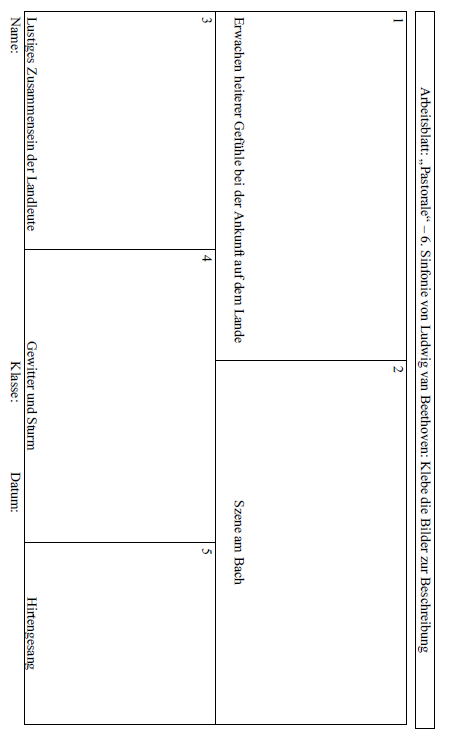 Arbeitsblatt: „Pastorale“ – 6. Sinfonie von Ludwig van Beethoven: Klebe die Bilder zur Beschreibung
1
Erwachen heiterer Gefühle bei der Ankunft auf dem Lande
2
Szene am Bach
3
Lustiges Zusammensein der Landleute
4
Gewitter und Sturm
5
Hirtengesang
Name: Klasse: Datum: